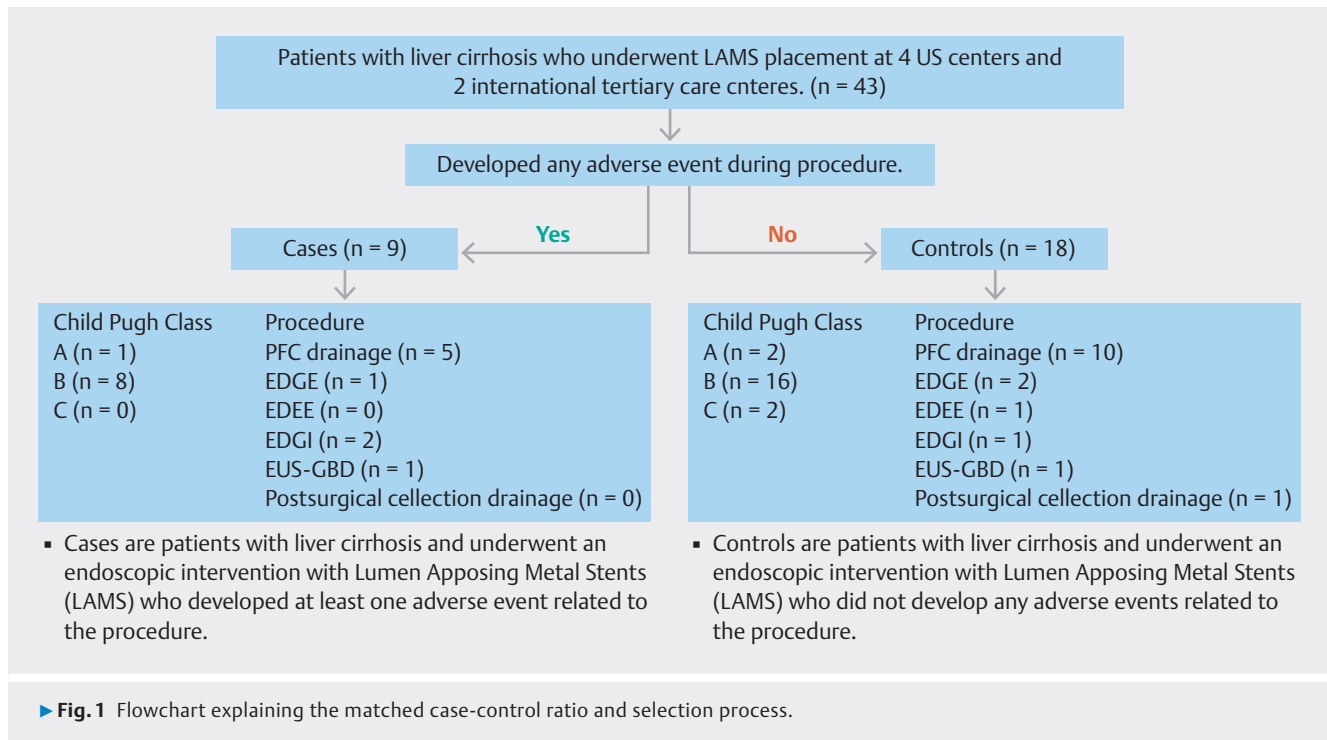 Patients with liver cirrhosis who underwent LAMS placement at 4 US centers and
2 international tertiary care cnteres. (n = 43)
Developed any adverse event during procedure.
Yes
No
Cases (n = 9)
Controls (n = 18)
Child Pugh Class
A (n = 1)
B (n = 8)
C (n = 0)
Procedure
PFC drainage (n = 5)
EDGE (n = 1)
EDEE (n = 0)
EDGI (n = 2)
EUS-GBD (n = 1)
Postsurgical cellection drainage (n = 0)
Child Pugh Class
A (n = 2)
B (n = 16)
C (n = 2)
Procedure
PFC drainage (n = 10)
EDGE (n = 2)
EDEE (n = 1)
EDGI (n = 1)
EUS-GBD (n = 1)
Postsurgical cellection drainage (n = 1)
▪ Cases are patients with liver cirrhosis and underwent an
endoscopic intervention with Lumen Apposing Metal Stents
(LAMS) who developed at least one adverse event related to
the procedure.
▪ Controls are patients with liver cirrhosis and underwent an
endoscopic intervention with Lumen Apposing Metal Stents
(LAMS) who did not develop any adverse events related to
the procedure.
▶ Fig. 1 Flowchart explaining the matched case-control ratio and selection process.